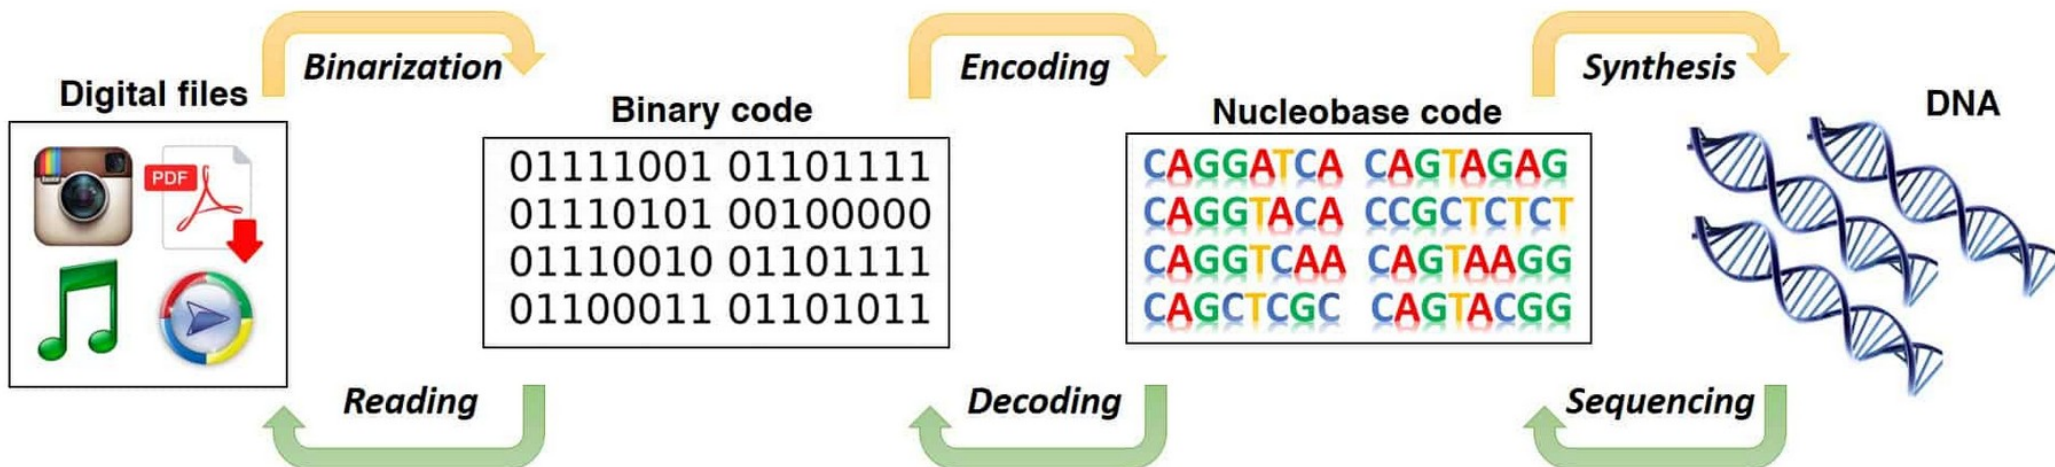 Binarization
Encoding
Synthesis
Digital files
Binary code
Nucleobase code
DNA
PDF
01111001 01101111
01110101 00100000
01110010 01101111
01100011 01101011
CAGGATCA CAGTAGAG
CAGGTACA CCGCTCTCT
CAGGTCAA CAGTAAGG
CAGCTCGC CAGTACGG
Reading
Decoding
Sequencing